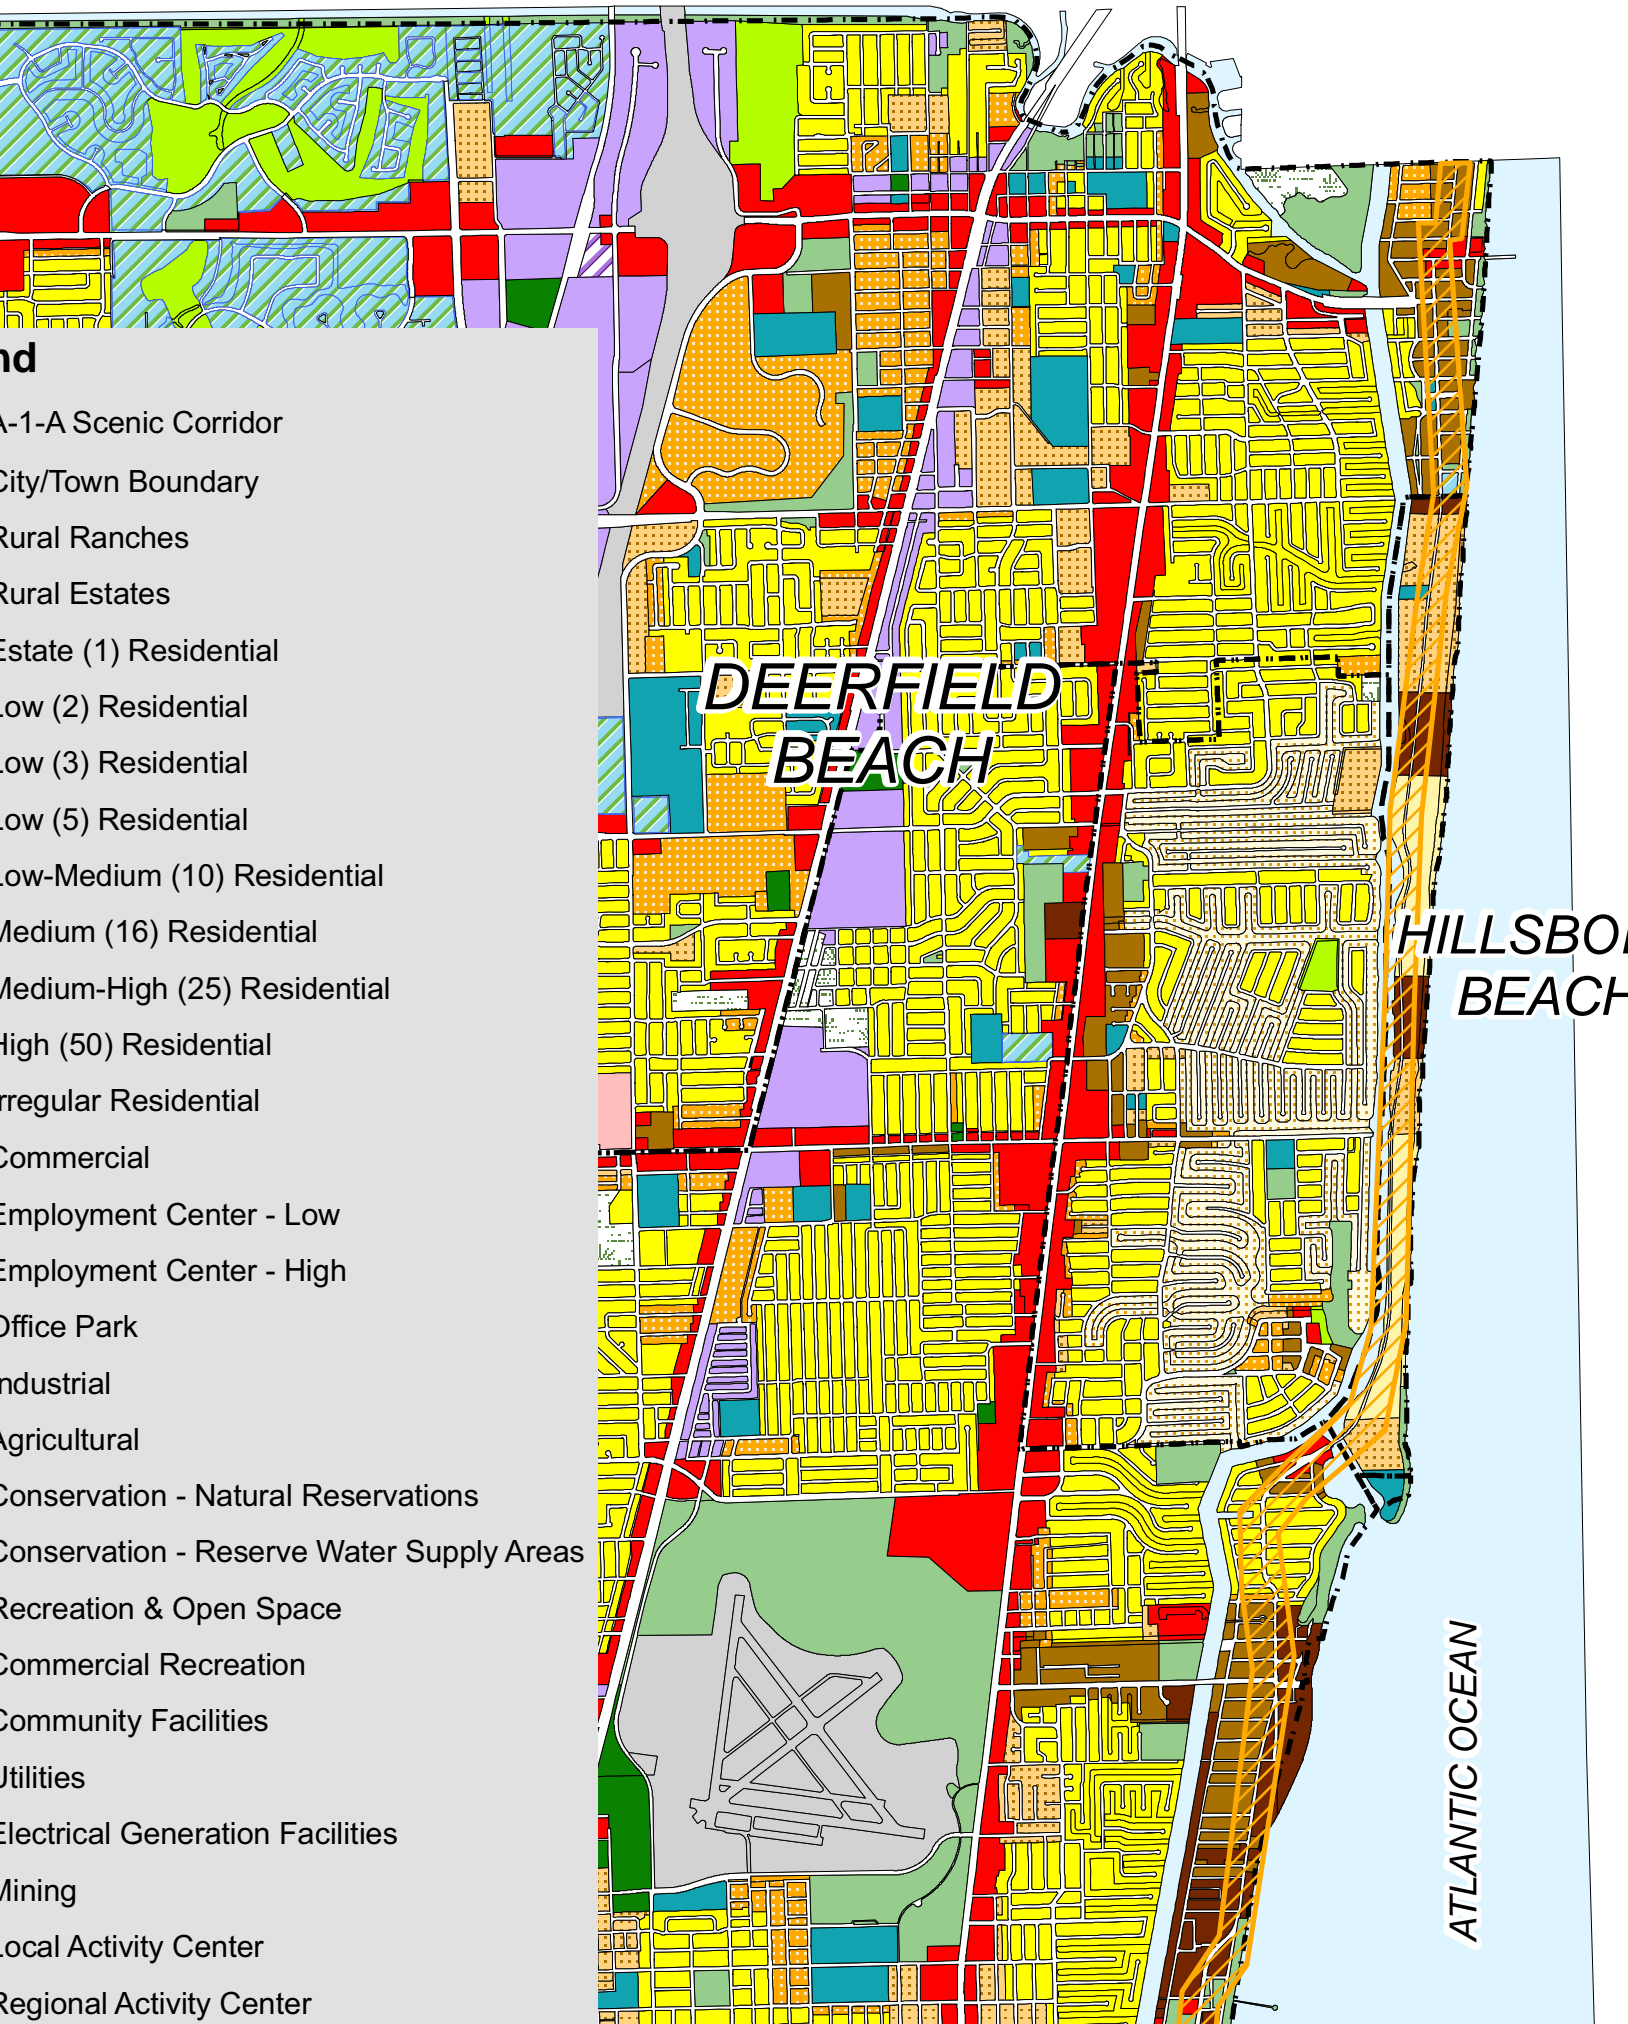 nd
A-1-A Scenic Corridor
City/Town Boundary
Rural Ranches
Rural Estates
Estate (1) Residential
Low (2) Residential
Low (3) Residential
Low (5) Residential
Low-Medium (10) Residential
Medium (16) Residential
Medium-High (25) Residential
High (50) Residential
Irregular Residential
Commercial
Employment Center - Low
Employment Center - High
Office Park
Industrial
Agricultural
Conservation - Natural Reservations
Conservation - Reserve Water Supply Areas
Recreation & Open Space
Commercial Recreation
Community Facilities
Utilities
Electrical Generation Facilities
Mining
Local Activity Center
Regional Activity Center
DEERFIELD
BEACH
HILLSBO
BEACH
ATLANTIC OCEAN